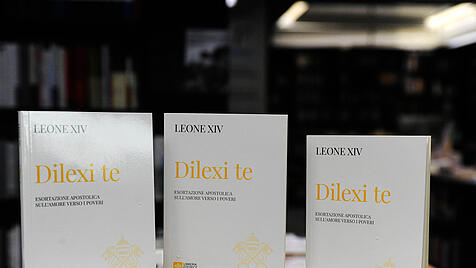 LEONE XIV
Dilexi te
ESORTAZIONE APOSTOLICA
SULL'AMORE VERSO I POVERI
LEONE XIV
Dilexi te
ESORTAZIONE APOSTOLICA
SULL'AMORE VERSO I POVERI
LEONE XIV
Dilexi te
ESORTAZIONE APOSTOLICA
SULL'AMORE VERSO I POVERI